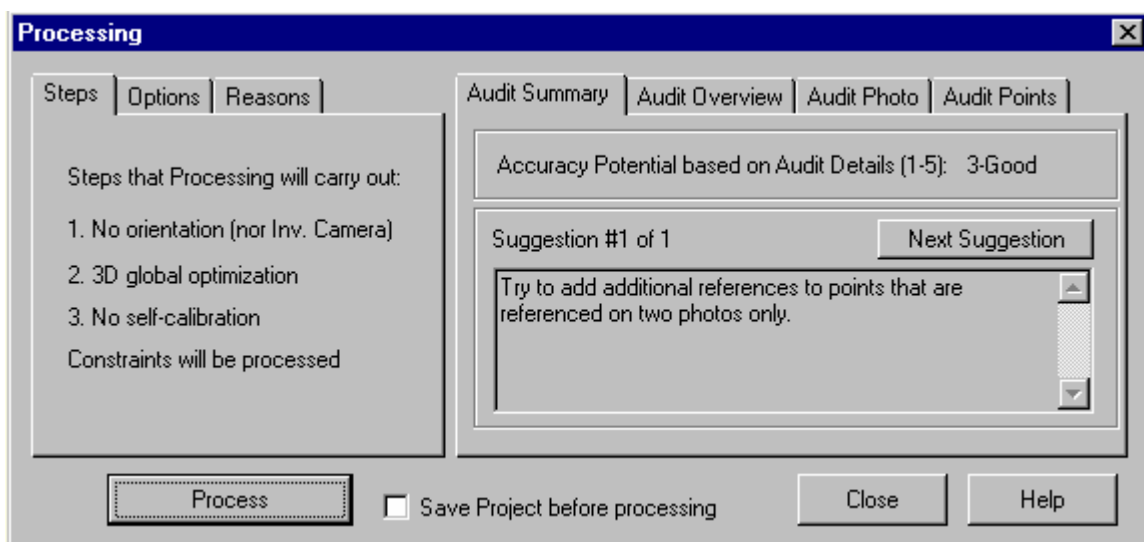 Processing
Steps
Options
Reasons
Steps that Processing will carry out:
1. No orientation (nor Inv. Camera)
2. 3D global optimization
3. No self-calibration
Constraints will be processed
Audit Summary
Audit Overview
Audit Photo
Audit Points
Accuracy Potential based on Audit Details (1-5): 3-Good
Suggestion #1 of 1
Next Suggestion
Try to add additional references to points that are
referenced on two photos only.
Process
Save Project before processing
Close
Help